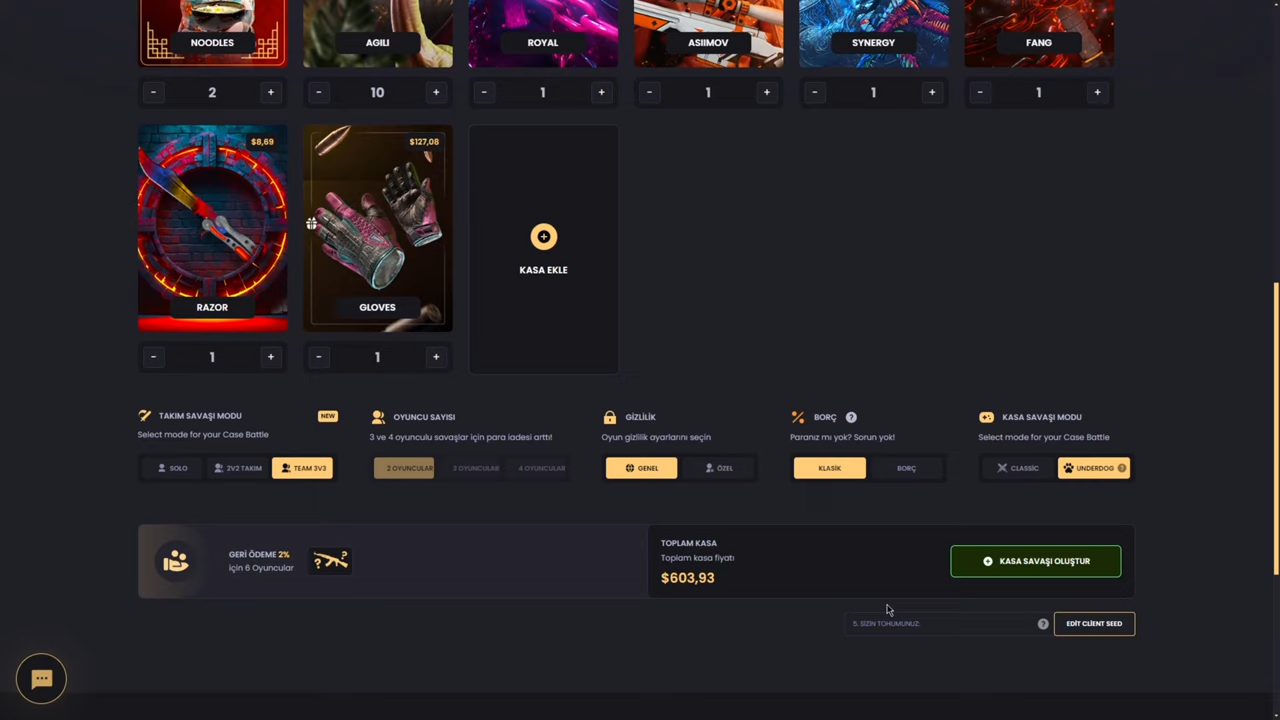 NOODLES
AGILI
ROYAL
ASIIMOV
SYNERGY
FANG
- 2 +
- 10 +
- 1 +
- 1 +
- 1 +
- 1 +
$8,69
$127,08
KASA EKLE
RAZOR
GLOVES
- 1 +
- 1 +
TAKIM SAVAŞI MODU
NEW
Select mode for your Case Battle
SOLO
2V2 TAKIM
TEAM 3V3
OYUNCU SAYISI
3 ve 4 oyunculu savaşlar için para iadesi arttı!
2 OYUNCULAR
3 OYUNCULAR
4 OYUNCULAR
GİZLİLİK
Oyun gizlilik ayarlarını seçin
GENEL
ÖZEL
BORÇ ?
Paranız mı yok? Sorun yok!
KLASİK
BORÇ
KASA SAVAŞI MODU
Select mode for your Case Battle
CLASSIC
UNDERDOG ?
GERİ ÖDEME 2%
için 6 Oyuncular
TOPLAM KASA
Toplam kasa fiyatı
$603,93
KASA SAVAŞI OLUŞTUR
5. SİZİN TOHUMUNUZ:
?
EDIT CLIENT SEED